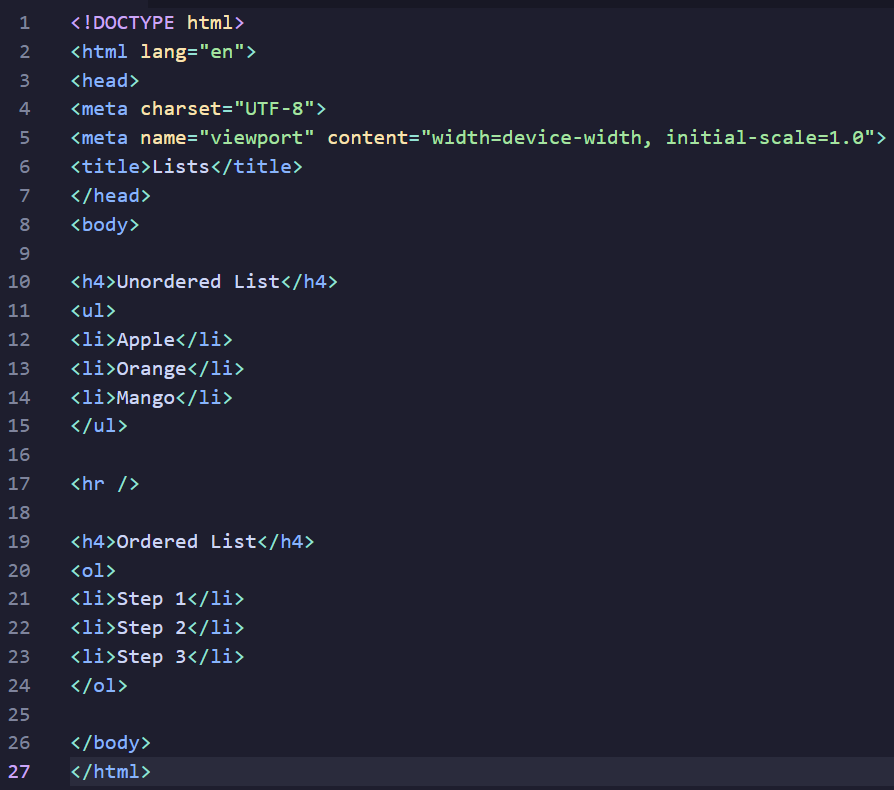 1 <!DOCTYPE html>
2 <html lang="en">
3 <head>
4 <meta charset="UTF-8">
5 <meta name="viewport" content="width=device-width, initial-scale=1.0">
6 <title>Lists</title>
7 </head>
8 <body>
9
10 <h4>Unordered List</h4>
11 <ul>
12 <li>Apple</li>
13 <li>Orange</li>
14 <li>Mango</li>
15 </ul>
16
17 <hr />
18
19 <h4>Ordered List</h4>
20 <ol>
21 <li>Step 1</li>
22 <li>Step 2</li>
23 <li>Step 3</li>
24 </ol>
25
26 </body>
27 </html>